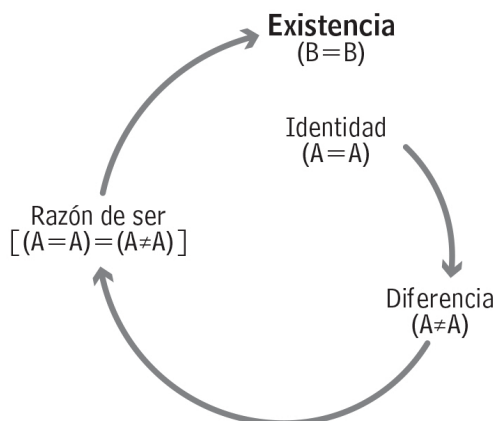 Existencia
(B=B)
Identidad
(A=A)
Diferencia
(A≠A)
Razón de ser
[(A=A)=(A≠A)]